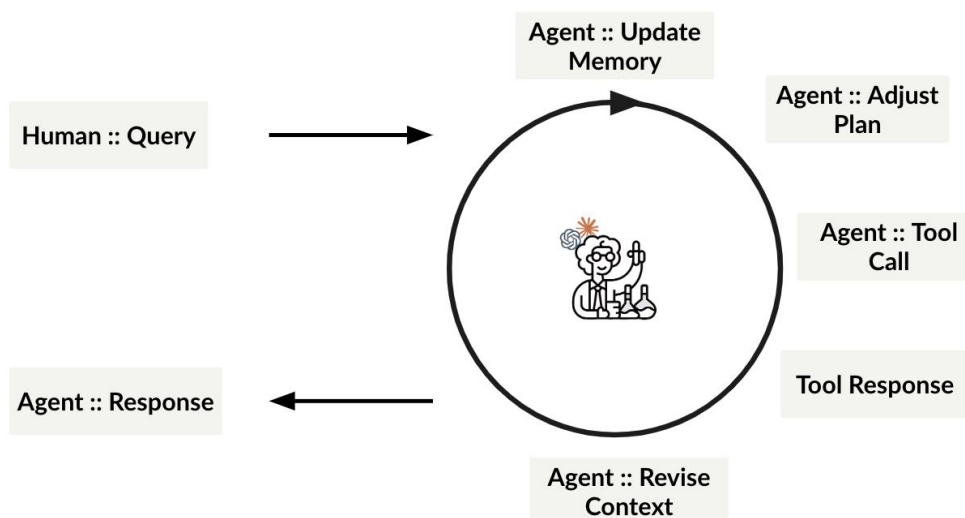 Agent :: Update
Memory
Agent :: Adjust
Plan
Human :: Query
Agent :: Tool
Call
Tool Response
Agent :: Response
Agent :: Revise
Context